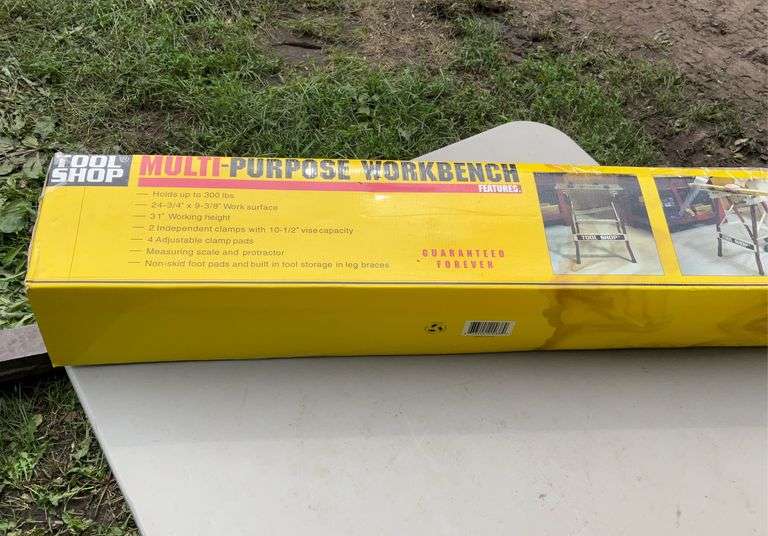 TOOL®
SHOP
MULTI-PURPOSE WORKBENCH
FEATURES:
— Holds up to 300 lbs
— 24-3/4" x 9-3/8" Work surface
— 31" Working height
— 2 Independent clamps with 10-1/2" vise capacity
— 4 Adjustable clamp pads
— Measuring scale and protractor
— Non-skid foot pads and built in tool storage in leg braces
GUARANTEED
FOREVER
TOOL SHOP